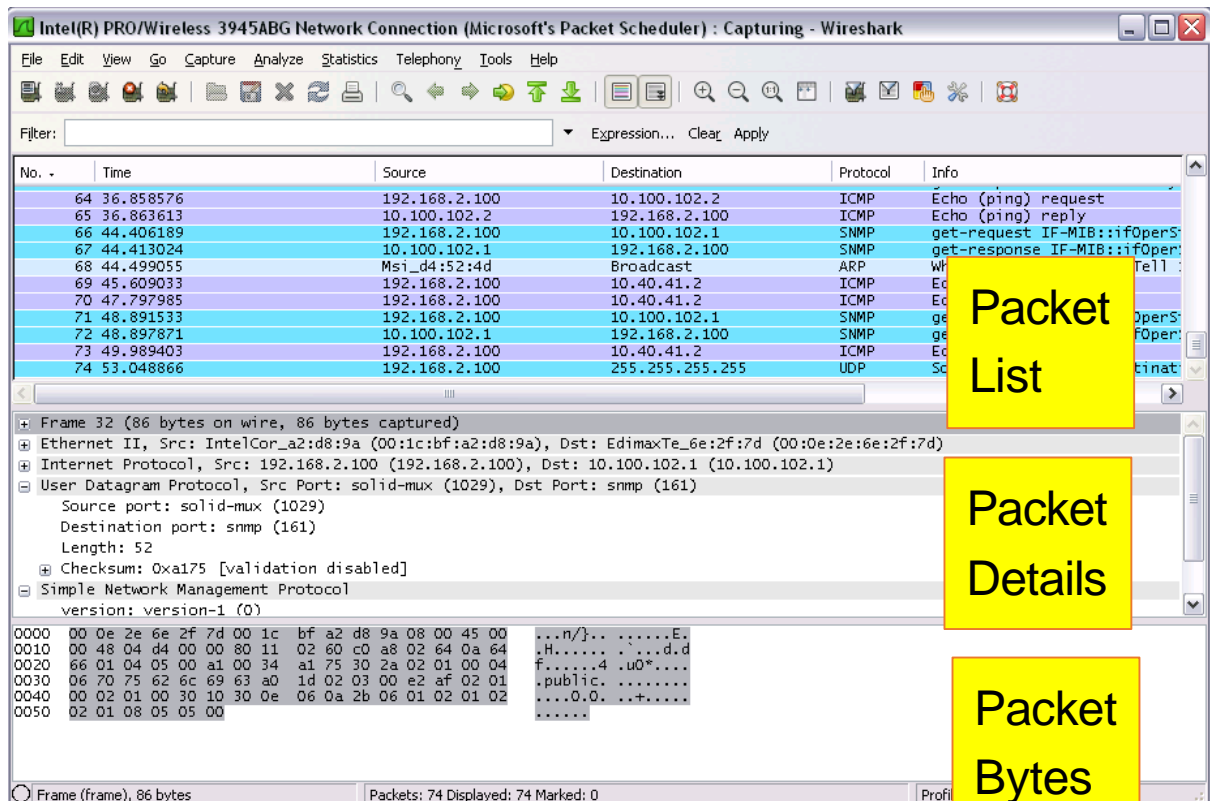 Intel(R) PRO/Wireless 3945ABG Network Connection (Microsoft's Packet Scheduler) : Capturing - Wireshark
File Edit View Go Capture Analyze Statistics Telephony Tools Help
Filter: Expression... Clear Apply
No. Time Source Destination Protocol Info
64 36.858576 192.168.2.100 10.100.102.2 ICMP Echo (ping) request
65 36.863613 10.100.102.2 192.168.2.100 ICMP Echo (ping) reply
66 44.406189 192.168.2.100 10.100.102.1 SNMP get-request IF-MIB::ifOperS
67 44.413024 10.100.102.1 192.168.2.100 SNMP get-response IF-MIB::ifOper
68 44.499055 Msi_d4:52:4d Broadcast ARP Tell
69 45.609033 192.168.2.100 10.40.41.2 ICMP
70 47.797985 192.168.2.100 10.40.41.2 ICMP
71 48.891533 192.168.2.100 10.100.102.1 SNMP
72 48.897871 10.100.102.1 192.168.2.100 SNMP
73 49.989403 192.168.2.100 10.40.41.2 ICMP
74 53.048866 192.168.2.100 255.255.255.255 UDP
Packet
List
Frame 32 (86 bytes on wire, 86 bytes captured)
Ethernet II, Src: IntelCor_a2:d8:9a (00:1c:bf:a2:d8:9a), Dst: EdimaxTe_6e:2f:7d (00:0e:2e:6e:2f:7d)
Internet Protocol, Src: 192.168.2.100 (192.168.2.100), Dst: 10.100.102.1 (10.100.102.1)
User Datagram Protocol, Src Port: solid-mux (1029), Dst Port: snmp (161)
Source port: solid-mux (1029)
Destination port: snmp (161)
Length: 52
Checksum: 0xa175 [validation disabled]
Simple Network Management Protocol
version: version-1 (0)
Packet
Details
0000 00 0e 2e 6e 2f 7d 00 1c bf a2 d8 9a 08 00 45 00 ...n/}.. ......E.
0010 00 48 04 d4 00 00 80 11 02 60 c0 a8 02 64 0a 64 .H...... .`...d.d
0020 66 01 04 05 00 a1 00 34 a1 75 30 2a 02 01 00 04 f......4 .u0*....
0030 06 70 75 62 6c 69 63 a0 1d 02 03 00 e2 af 02 01 .public. ........
0040 00 02 01 00 30 10 30 0e 06 0a 2b 06 01 02 01 02 ....0.0. ..+.....
0050 02 01 08 05 05 00 ......
Packet
Bytes
Frame (frame), 86 bytes Packets: 74 Displayed: 74 Marked: 0